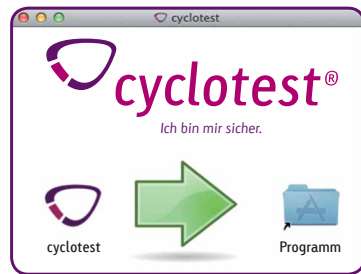 cyclotest
cyclotest®
Ich bin mir sicher.
cyclotest
Programm